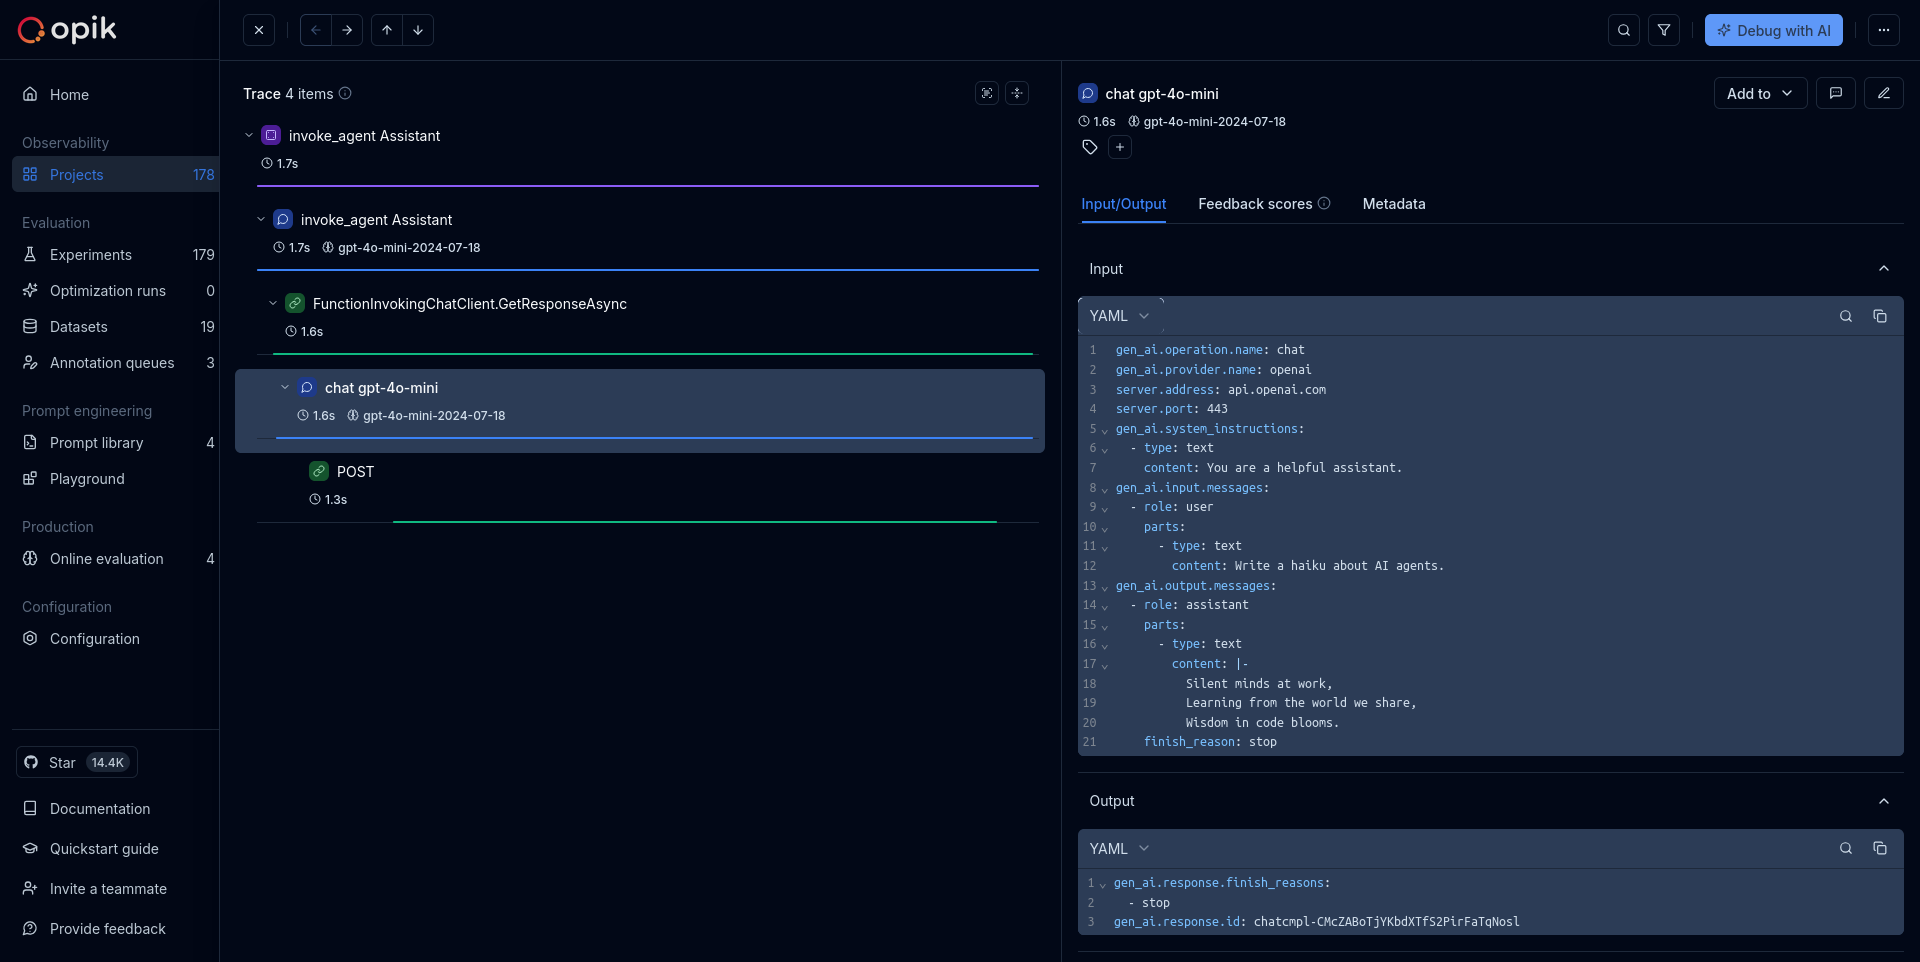 opik
Debug with AI
Home
Observability
Projects 178
Evaluation
Experiments 179
Optimization runs 0
Datasets 19
Annotation queues 3
Prompt engineering
Prompt library 4
Playground
Production
Online evaluation 4
Configuration
Configuration
Star 14.4K
Documentation
Quickstart guide
Invite a teammate
Provide feedback
Trace 4 items
invoke_agent Assistant
1.7s
invoke_agent Assistant
1.7s gpt-4o-mini-2024-07-18
FunctionInvokingChatClient.GetResponseAsync
1.6s
chat gpt-4o-mini
1.6s gpt-4o-mini-2024-07-18
POST
1.3s
chat gpt-4o-mini
Add to
1.6s gpt-4o-mini-2024-07-18
Input/Output Feedback scores Metadata
Input
YAML
1 gen_ai.operation.name: chat
2 gen_ai.provider.name: openai
3 server.address: api.openai.com
4 server.port: 443
5 gen_ai.system_instructions:
6 - type: text
7 content: You are a helpful assistant.
8 gen_ai.input.messages:
9 - role: user
10 parts:
11 - type: text
12 content: Write a haiku about AI agents.
13 gen_ai.output.messages:
14 - role: assistant
15 parts:
16 - type: text
17 content: |-
18 Silent minds at work,
19 Learning from the world we share,
20 Wisdom in code blooms.
21 finish_reason: stop
Output
YAML
1 gen_ai.response.finish_reasons:
2 - stop
3 gen_ai.response.id: chatcmpl-CMcZABoTjYKbdXTfS2PirFaTqNosl